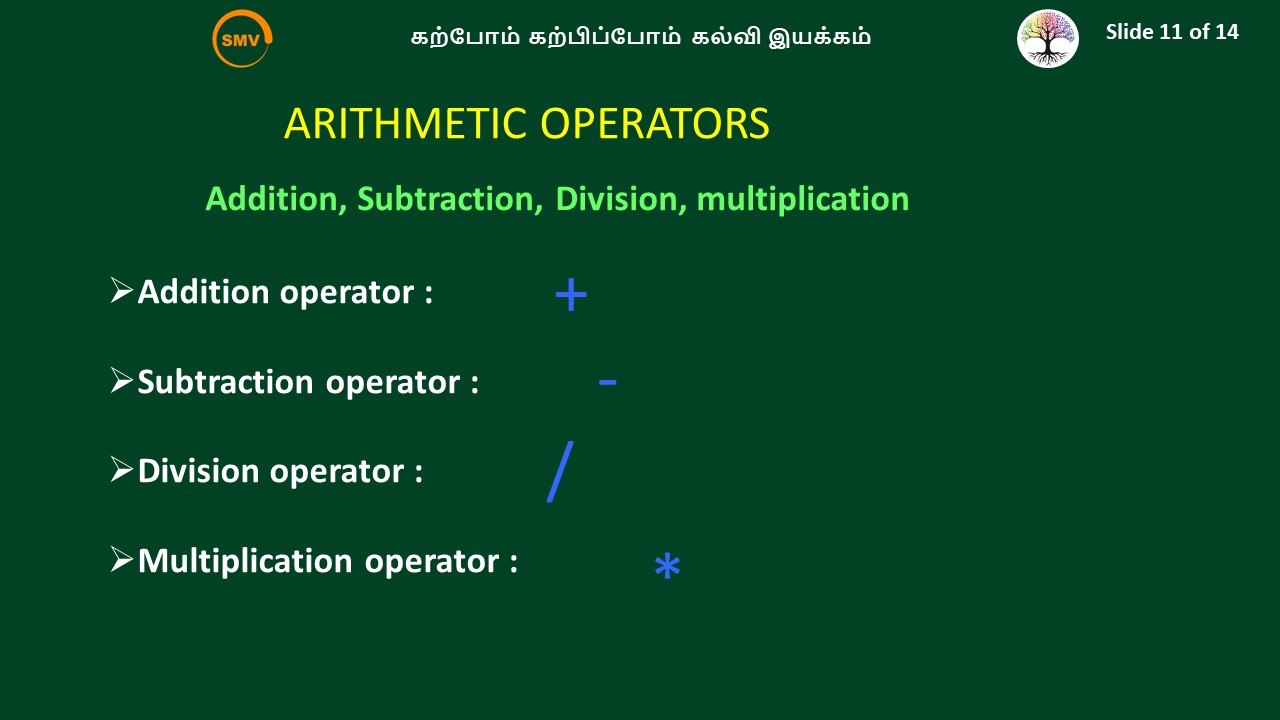 SMV
கற்போம் கற்பிப்போம் கல்வி இயக்கம்
Slide 11 of 14
ARITHMETIC OPERATORS
Addition, Subtraction, Division, multiplication
➢Addition operator : +
➢Subtraction operator : -
➢Division operator : /
➢Multiplication operator : *